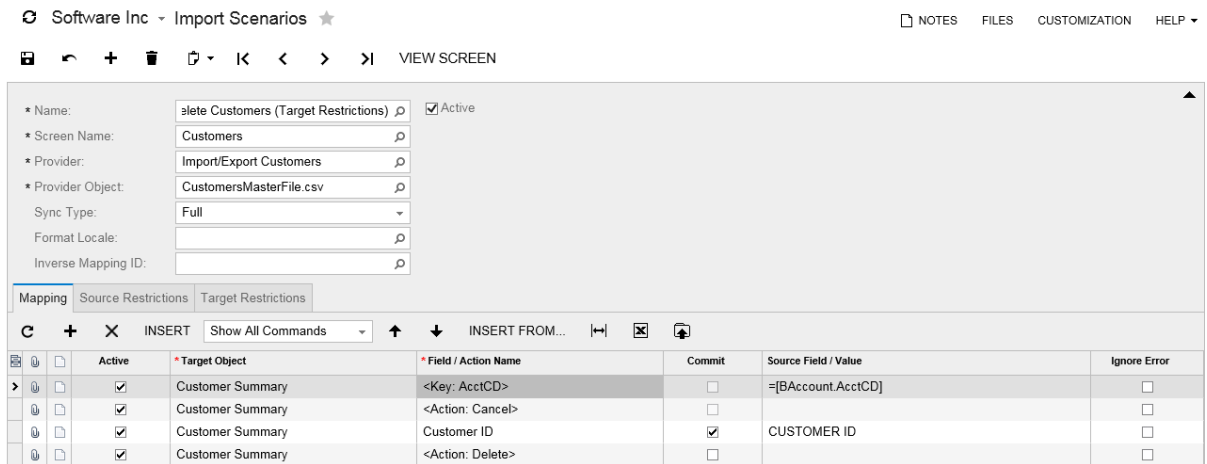 Software Inc Import Scenarios NOTES FILES CUSTOMIZATION HELP
VIEW SCREEN
* Name: elete Customers (Target Restrictions) Active
* Screen Name: Customers
* Provider: Import/Export Customers
* Provider Object: CustomersMasterFile.csv
Sync Type: Full
Format Locale:
Inverse Mapping ID:
Mapping Source Restrictions Target Restrictions
INSERT Show All Commands INSERT FROM...
Active * Target Object * Field / Action Name Commit Source Field / Value Ignore Error
Customer Summary <Key: AcctCD> =[BAccount.AcctCD]
Customer Summary <Action: Cancel>
Customer Summary Customer ID CUSTOMER ID
Customer Summary <Action: Delete>